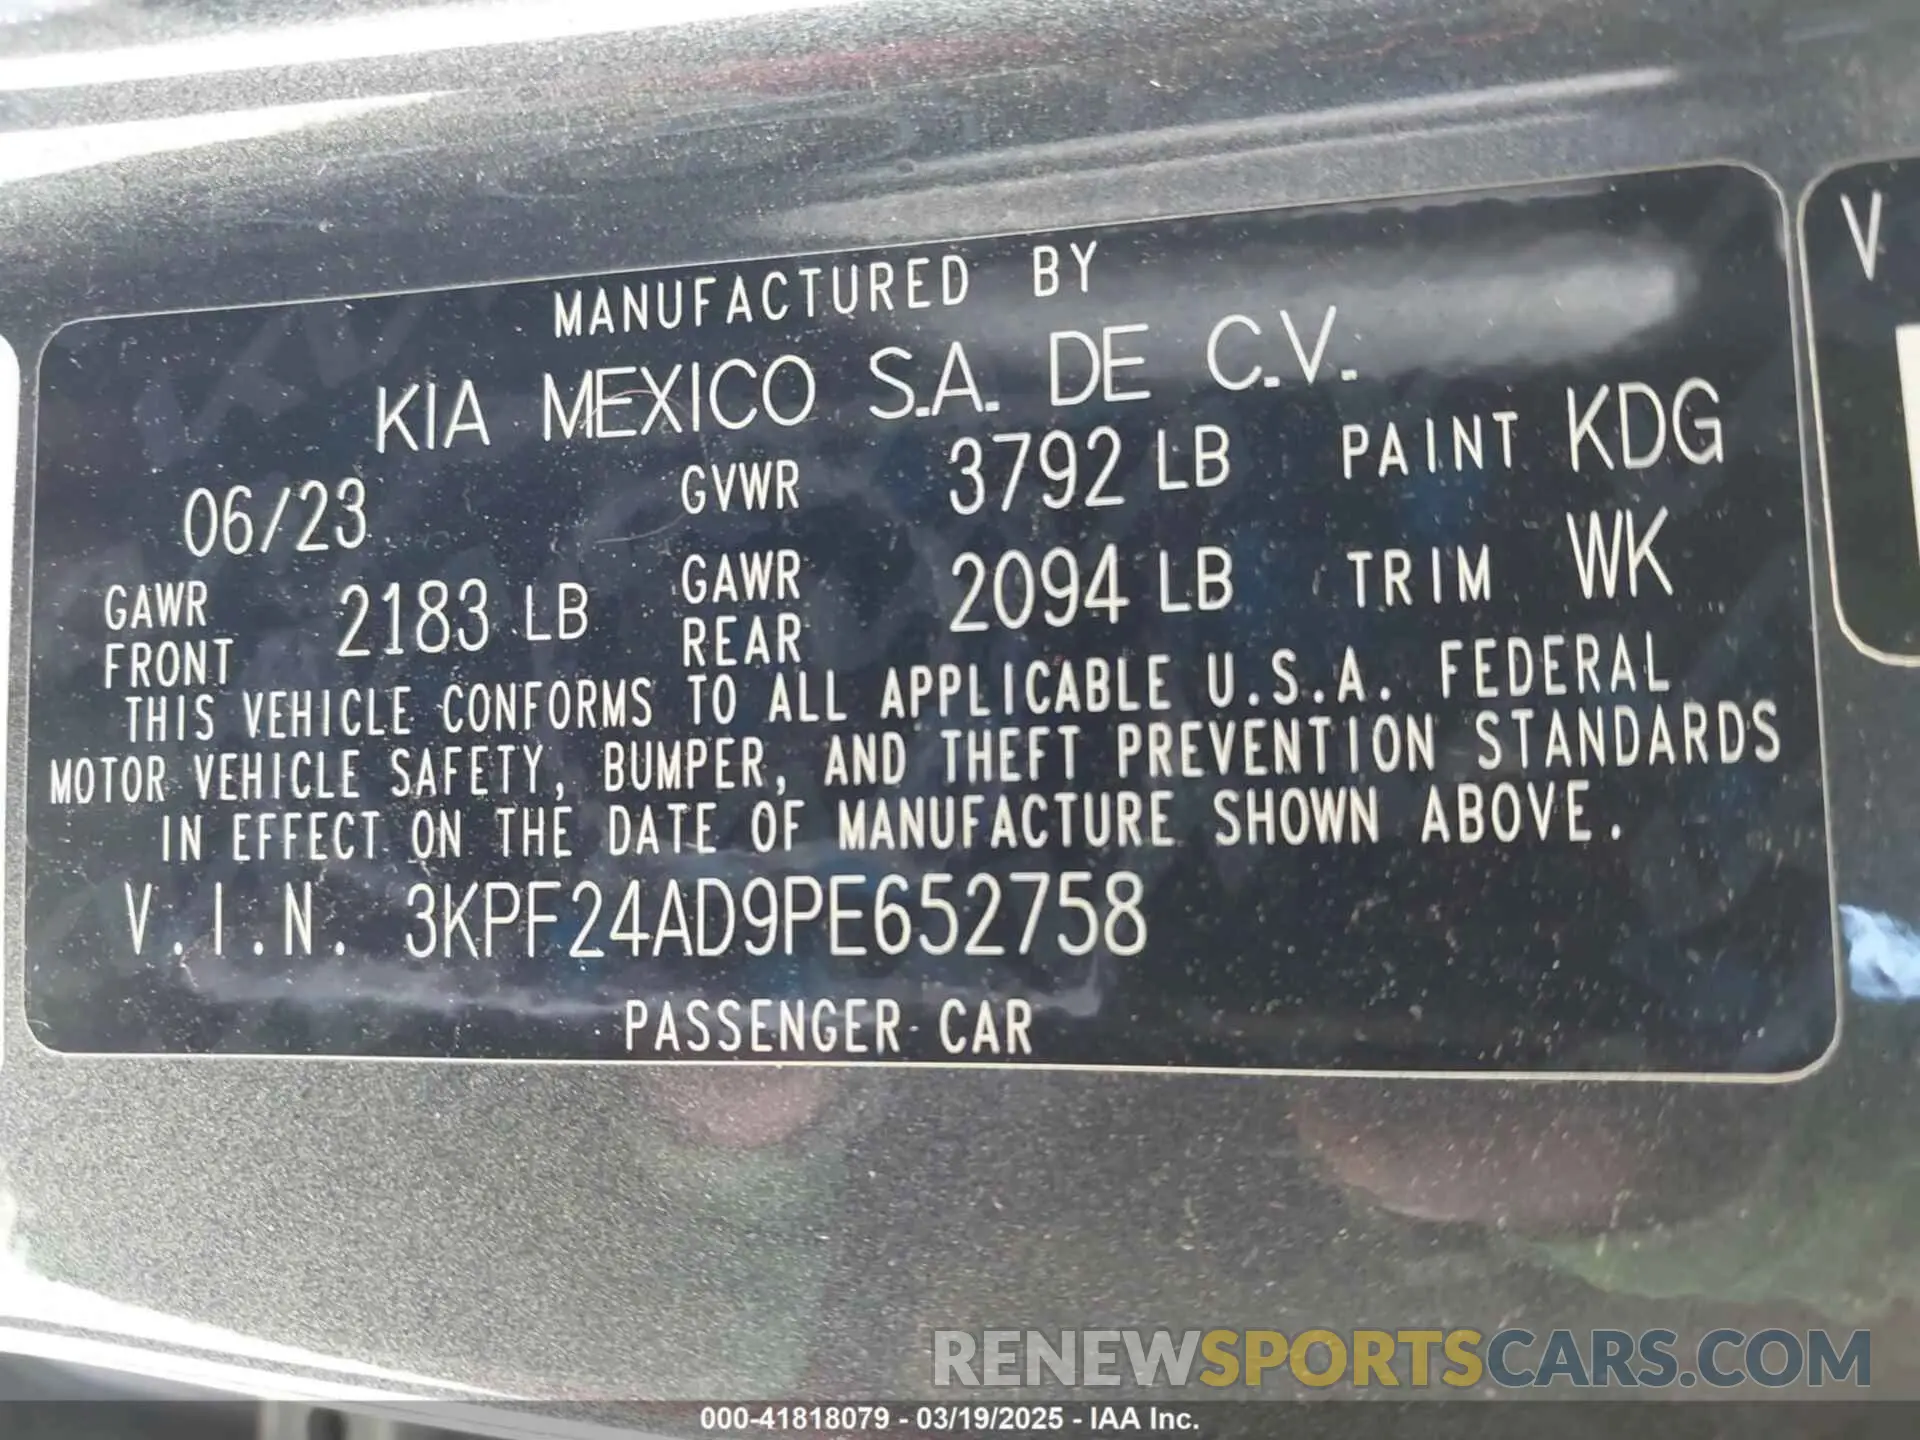 MANUFACTURED BY
KIA MEXICO S.A. DE C.V.
06/23 GVWR 3792 LB PAINT KDG
GAWR FRONT 2183 LB GAWR REAR 2094 LB TRIM WK
THIS VEHICLE CONFORMS TO ALL APPLICABLE U.S.A. FEDERAL
MOTOR VEHICLE SAFETY, BUMPER, AND THEFT PREVENTION STANDARDS
IN EFFECT ON THE DATE OF MANUFACTURE SHOWN ABOVE.
V.I.N. 3KPF24AD9PE652758
PASSENGER CAR
V
RENEWSPORTSCARS.COM
000-41818079 - 03/19/2025 - IAA Inc.